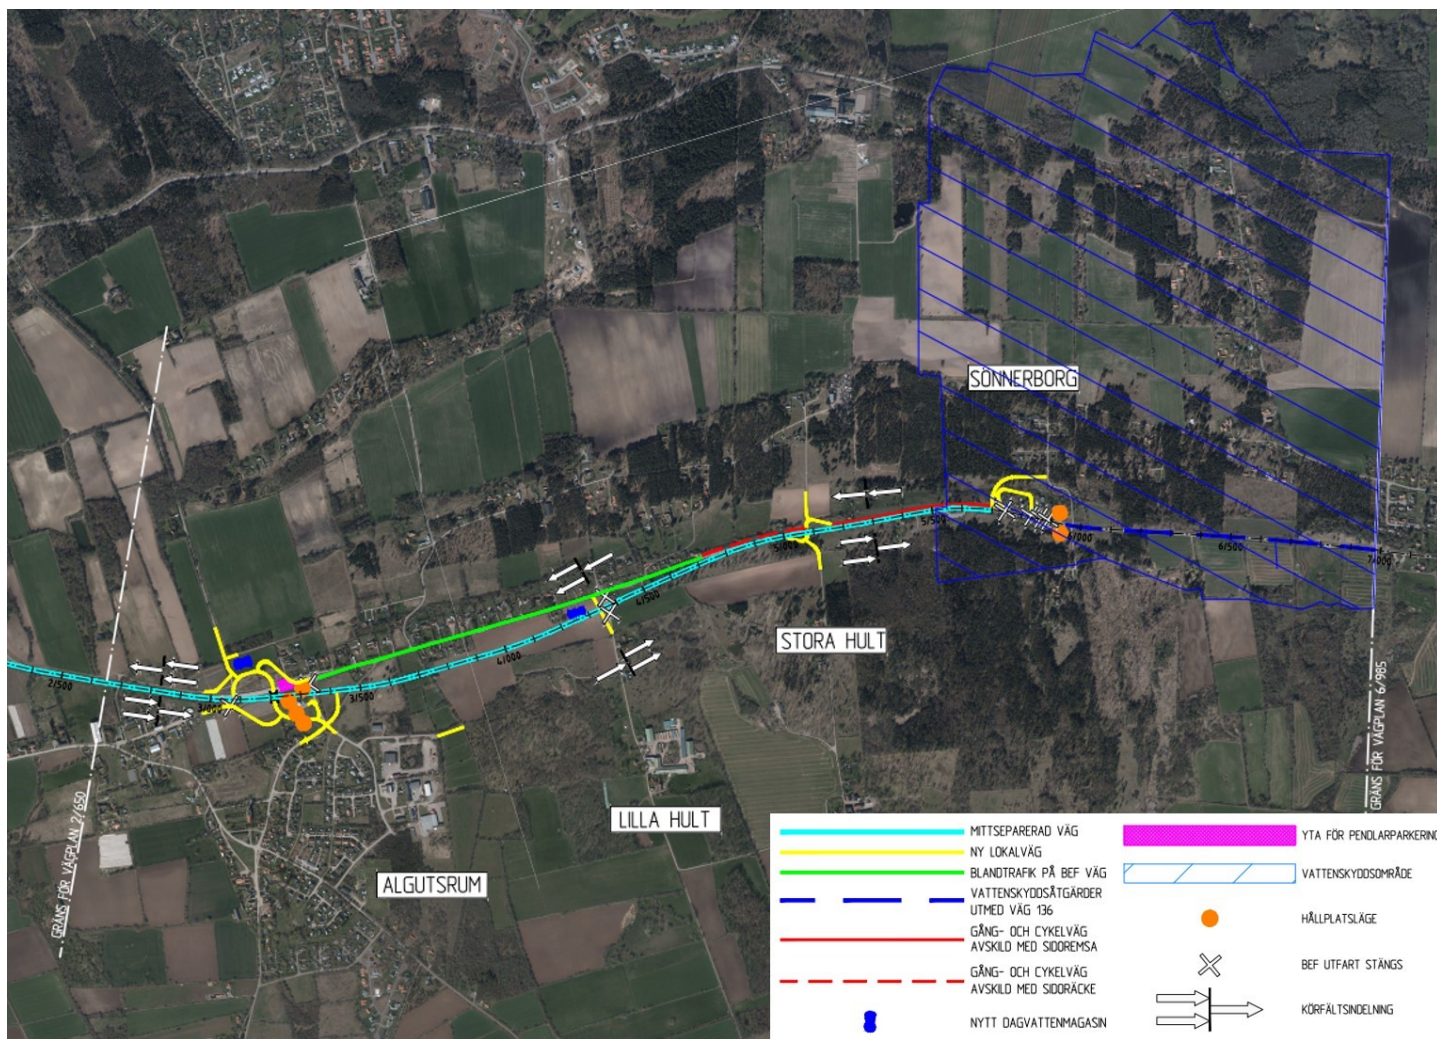 SÖNNERBORG
5/500
6/000
6/500
7/000
5/000
4/500
STORA HULT
4/000
2/500
3/000
3/500
GRÄNS FÖR VÄGPLAN 2/650
GRÄNS FÖR VÄGPLAN 6/985
LILLA HULT
ALGUTSRUM
MITTSEPARERAD VÄG
NY LOKALVÄG
BLANDTRAFIK PÅ BEF VÄG
VATTENSKYDDSÅTGÄRDER
UTMED VÄG 136
GÅNG- OCH CYKELVÄG
AVSKILD MED SIDOREMSA
GÅNG- OCH CYKELVÄG
AVSKILD MED SIDORÄCKE
NYTT DAGVATTENMAGASIN
YTA FÖR PENDLARPARKERING
VATTENSKYDDSOMRÅDE
HÅLLPLATSLÄGE
BEF UTFART STÄNGS
KÖRFÄLTSINDELNING